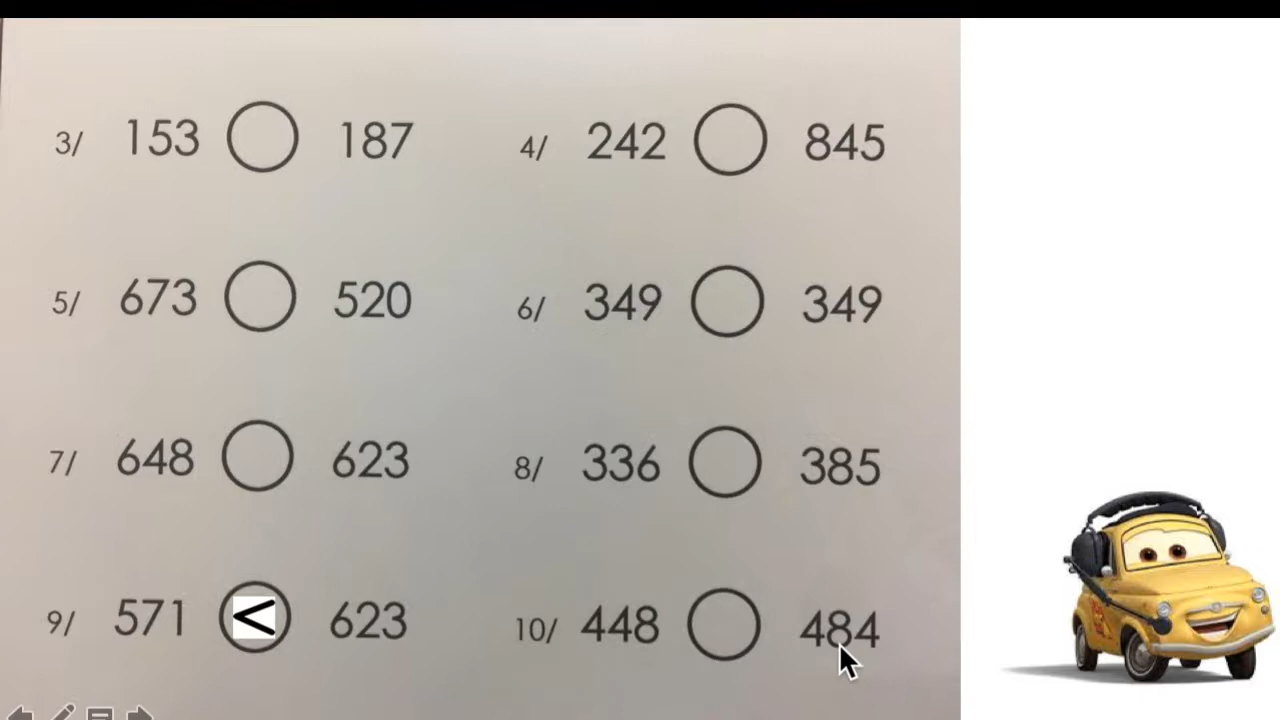 3/ 153 187 4/ 242 845
5/ 673 520 6/ 349 349
7/ 648 623 8/ 336 385
9/ 571 < 623 10/ 448 484